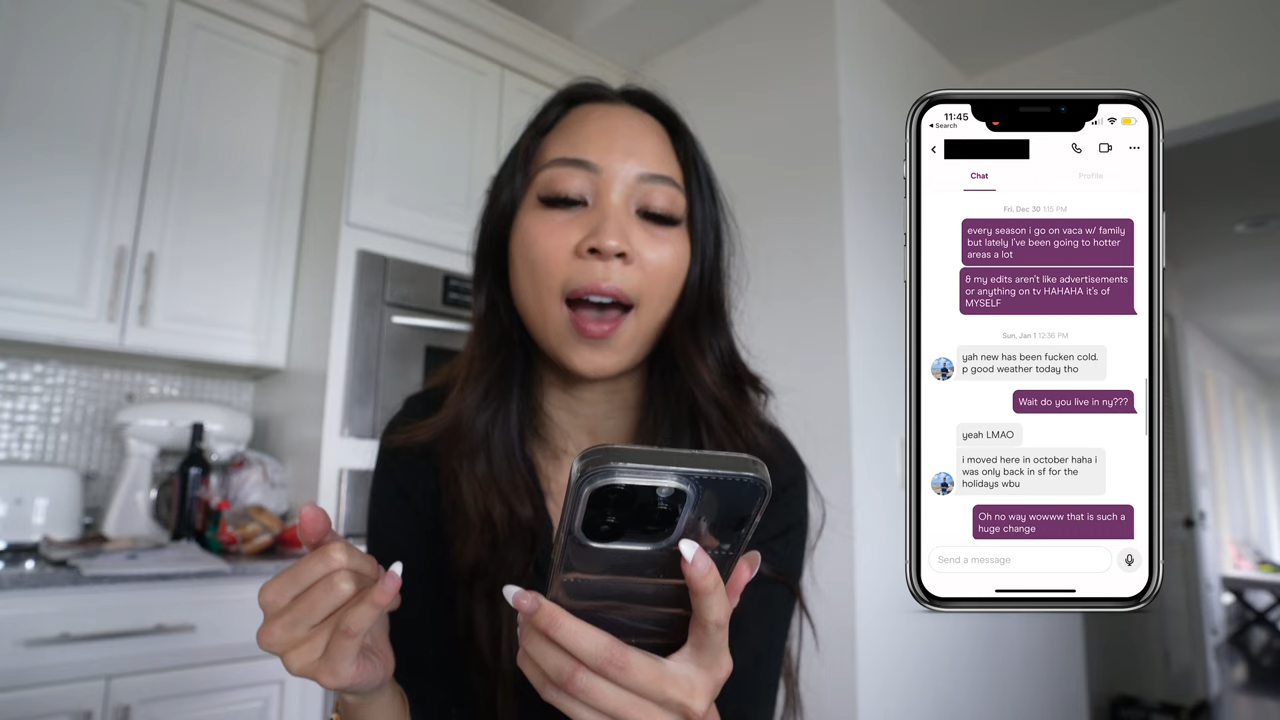 11:45
Search
Chat
Profile
Fri, Dec 30 1:15 PM
every season i go on vaca w/ family
but lately I've been going to hotter
areas a lot
& my edits aren't like advertisements
or anything on tv HAHAHA it's of
MYSELF
Sun, Jan 1 12:36 PM
yah new has been fucken cold.
p good weather today tho
Wait do you live in ny???
yeah LMAO
i moved here in october haha i
was only back in sf for the
holidays wbu
Oh no way wowww that is such a
huge change
Send a message